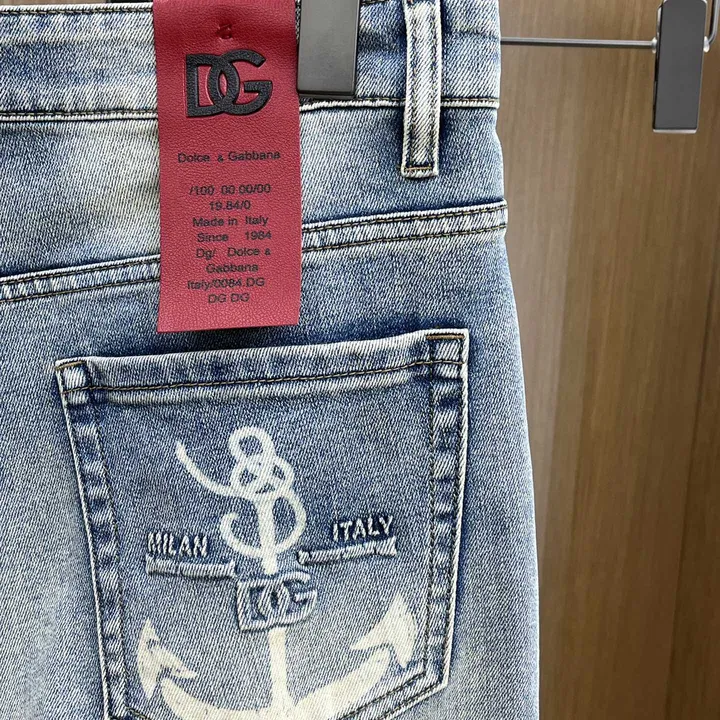 DG
Dolce & Gabbana
/100 00 00/00
19.84/0
Made in Italy
Since 1984
Dg/ Dolce &
Gabbana
Italy/0084.DG
DG DG
MILAN ITALY
DG